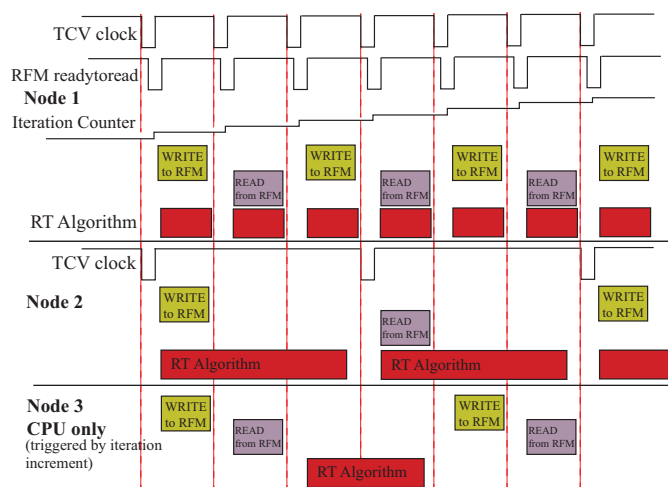 TCV clock
RFM readytoread
Node 1
Iteration Counter
WRITE
to RFM
READ
from RFM
WRITE
to RFM
READ
from RFM
WRITE
to RFM
READ
from RFM
WRITE
to RFM
RT Algorithm
TCV clock
Node 2
WRITE
to RFM
READ
from RFM
WRITE
to RFM
RT Algorithm
RT Algorithm
Node 3
CPU only
(triggered by iteration
increment)
WRITE
to RFM
READ
from RFM
WRITE
to RFM
READ
from RFM
RT Algorithm